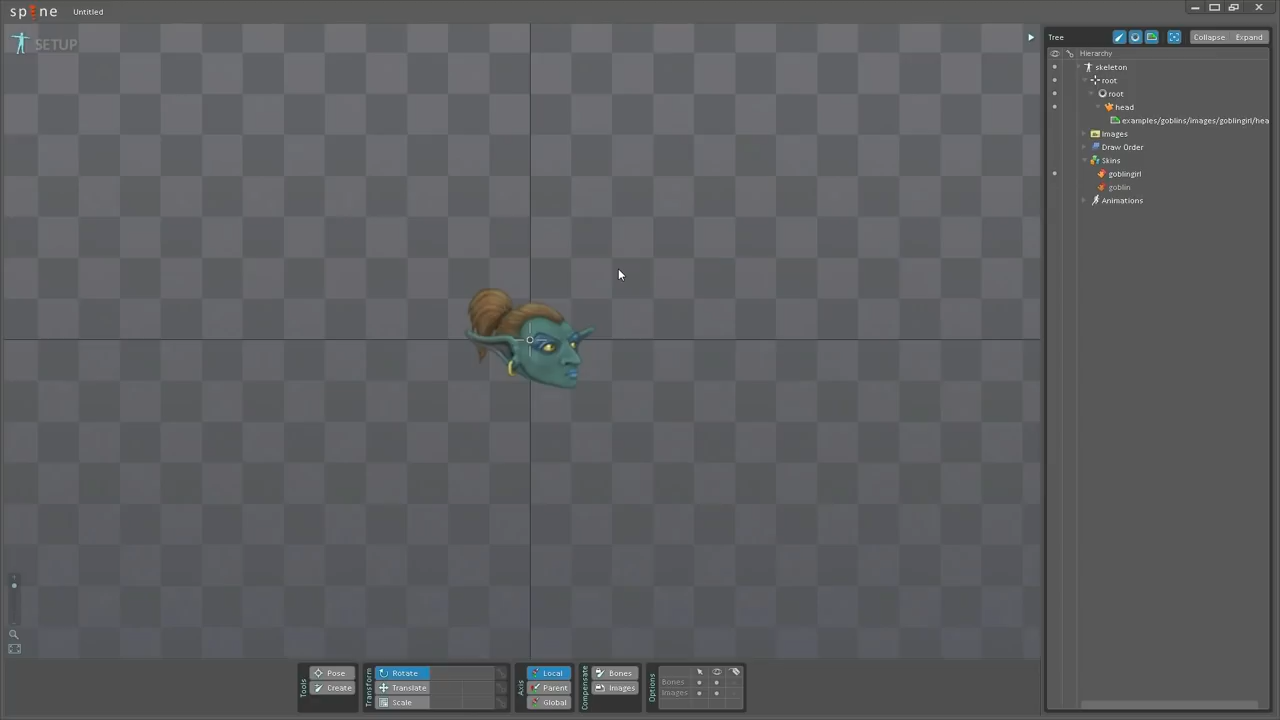 spine Untitled
SETUP
Tree Collapse Expand
Hierarchy
skeleton
root
root
head
examples/goblins/images/goblingirl/hea
Images
Draw Order
Skins
goblingirl
goblin
Animations
Tools
Pose
Create
Transform
Rotate
Translate
Scale
Axis
Local
Parent
Global
Compensate
Bones
Images
Options
Bones
Images